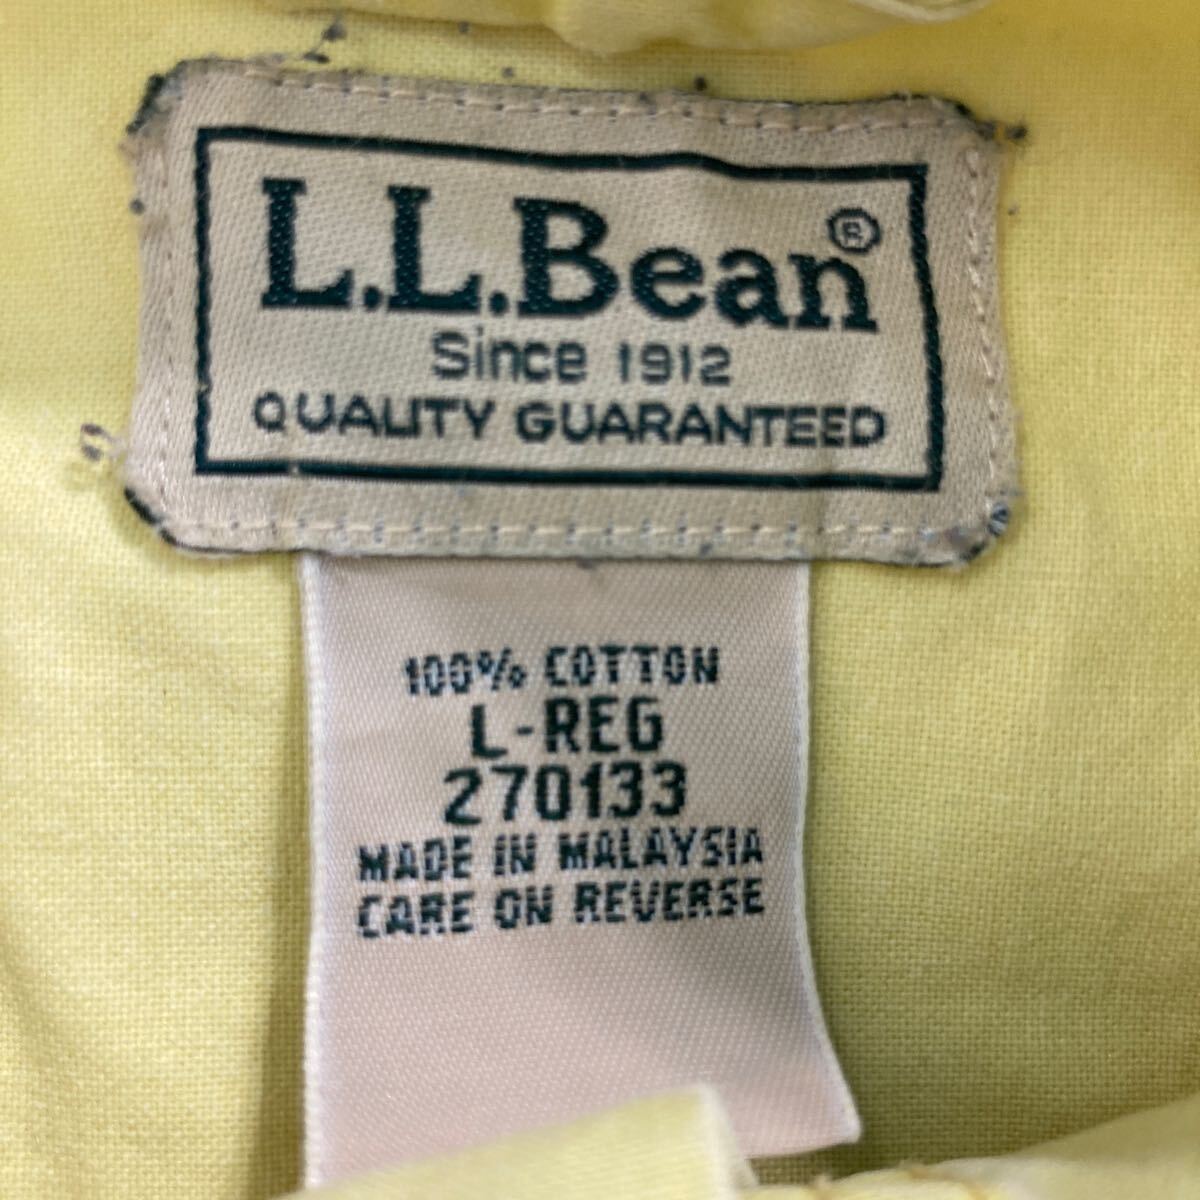 L.L.Bean®
Since 1912
QUALITY GUARANTEED
100% COTTON
L-REG
270133
MADE IN MALAYSIA
CARE ON REVERSE